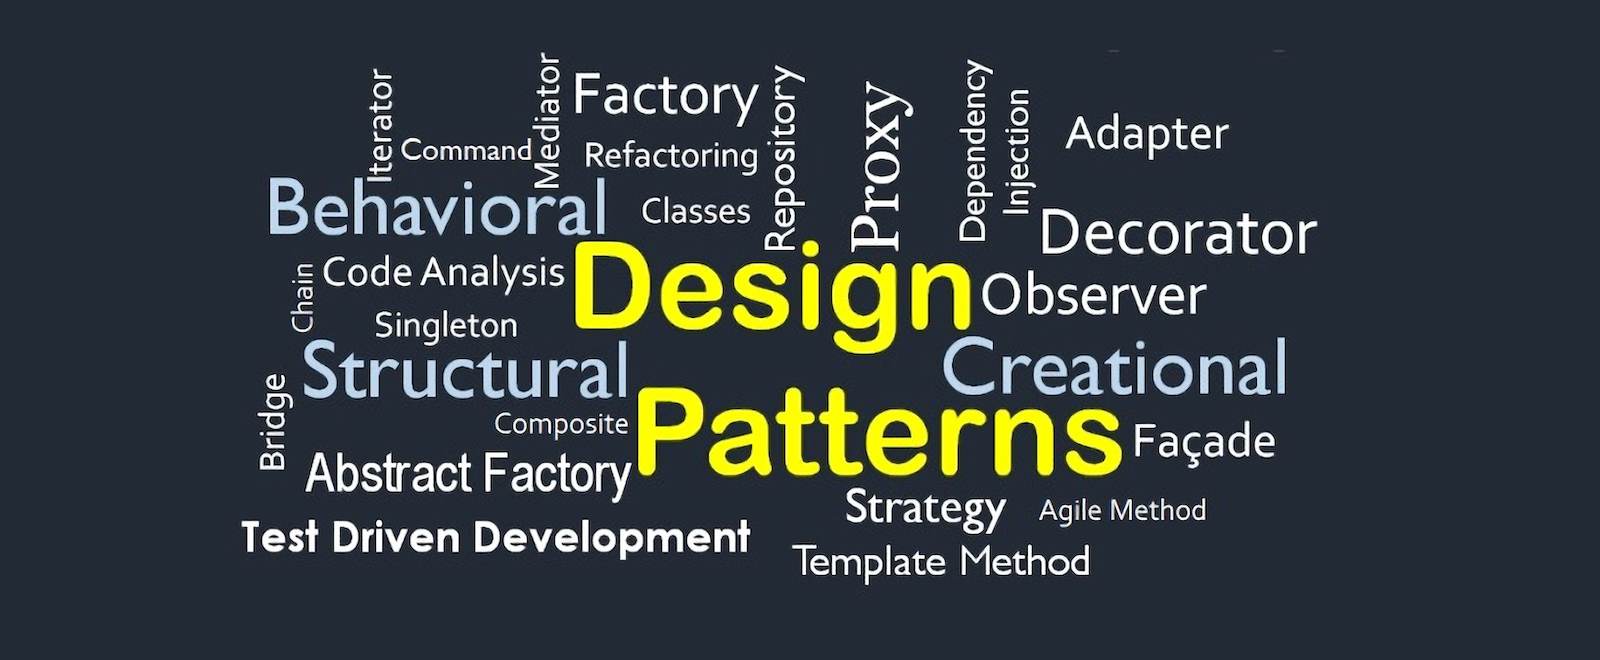 Iterator
Command
Mediator
Factory
Refactoring
Repository
Proxy
Dependency
Injection
Adapter
Behavioral
Classes
Decorator
Chain
Code Analysis
Design
Observer
Singleton
Structural
Creational
Bridge
Composite
Patterns
Façade
Abstract Factory
Strategy
Agile Method
Test Driven Development
Template Method